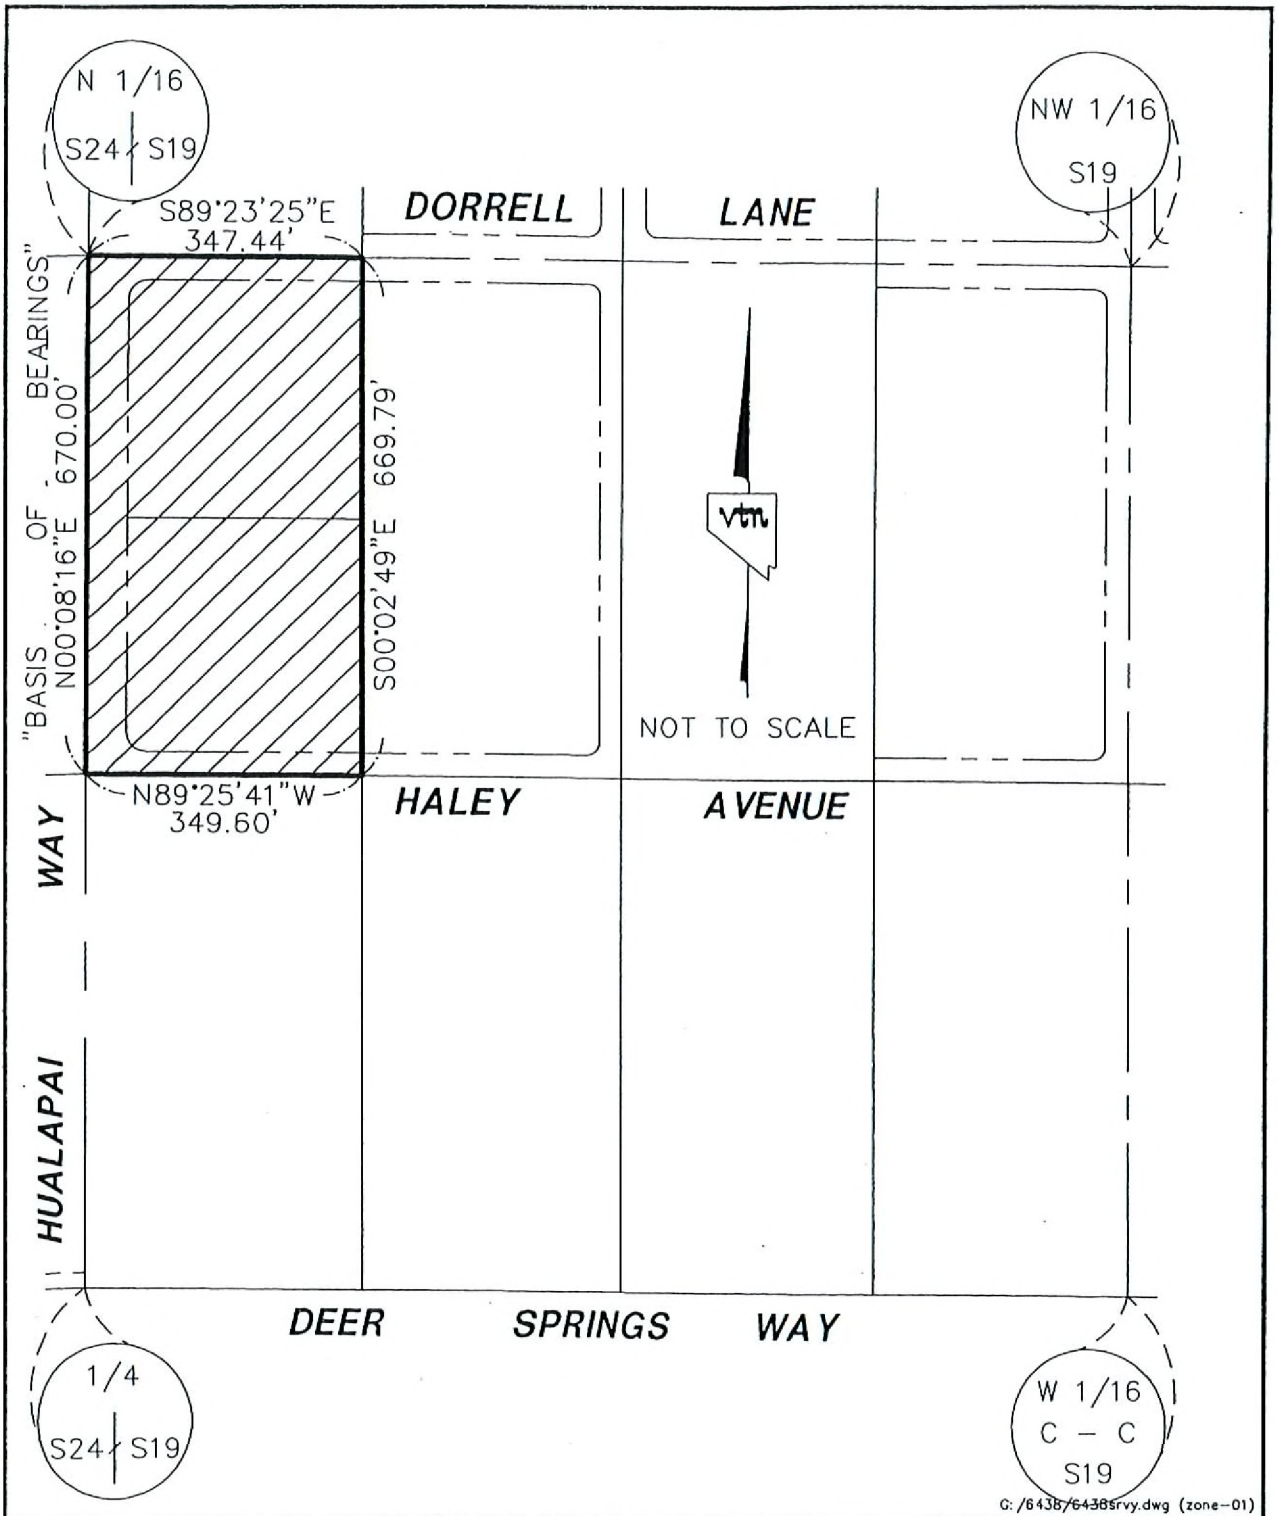 N 1/16
S24 S19
NW 1/16
S19
S89°23'25"E
347.44'
DORRELL LANE
"BASIS OF BEARINGS"
N00°08'16"E 670.00'
S00°02'49"E 669.79'
vtn
NOT TO SCALE
N89°25'41"W
349.60'
HALEY AVENUE
HUALAPAI WAY
DEER SPRINGS WAY
1/4
S24 S19
W 1/16
C - C
S19
G:/6438/6438srvy.dwg (zone-01)